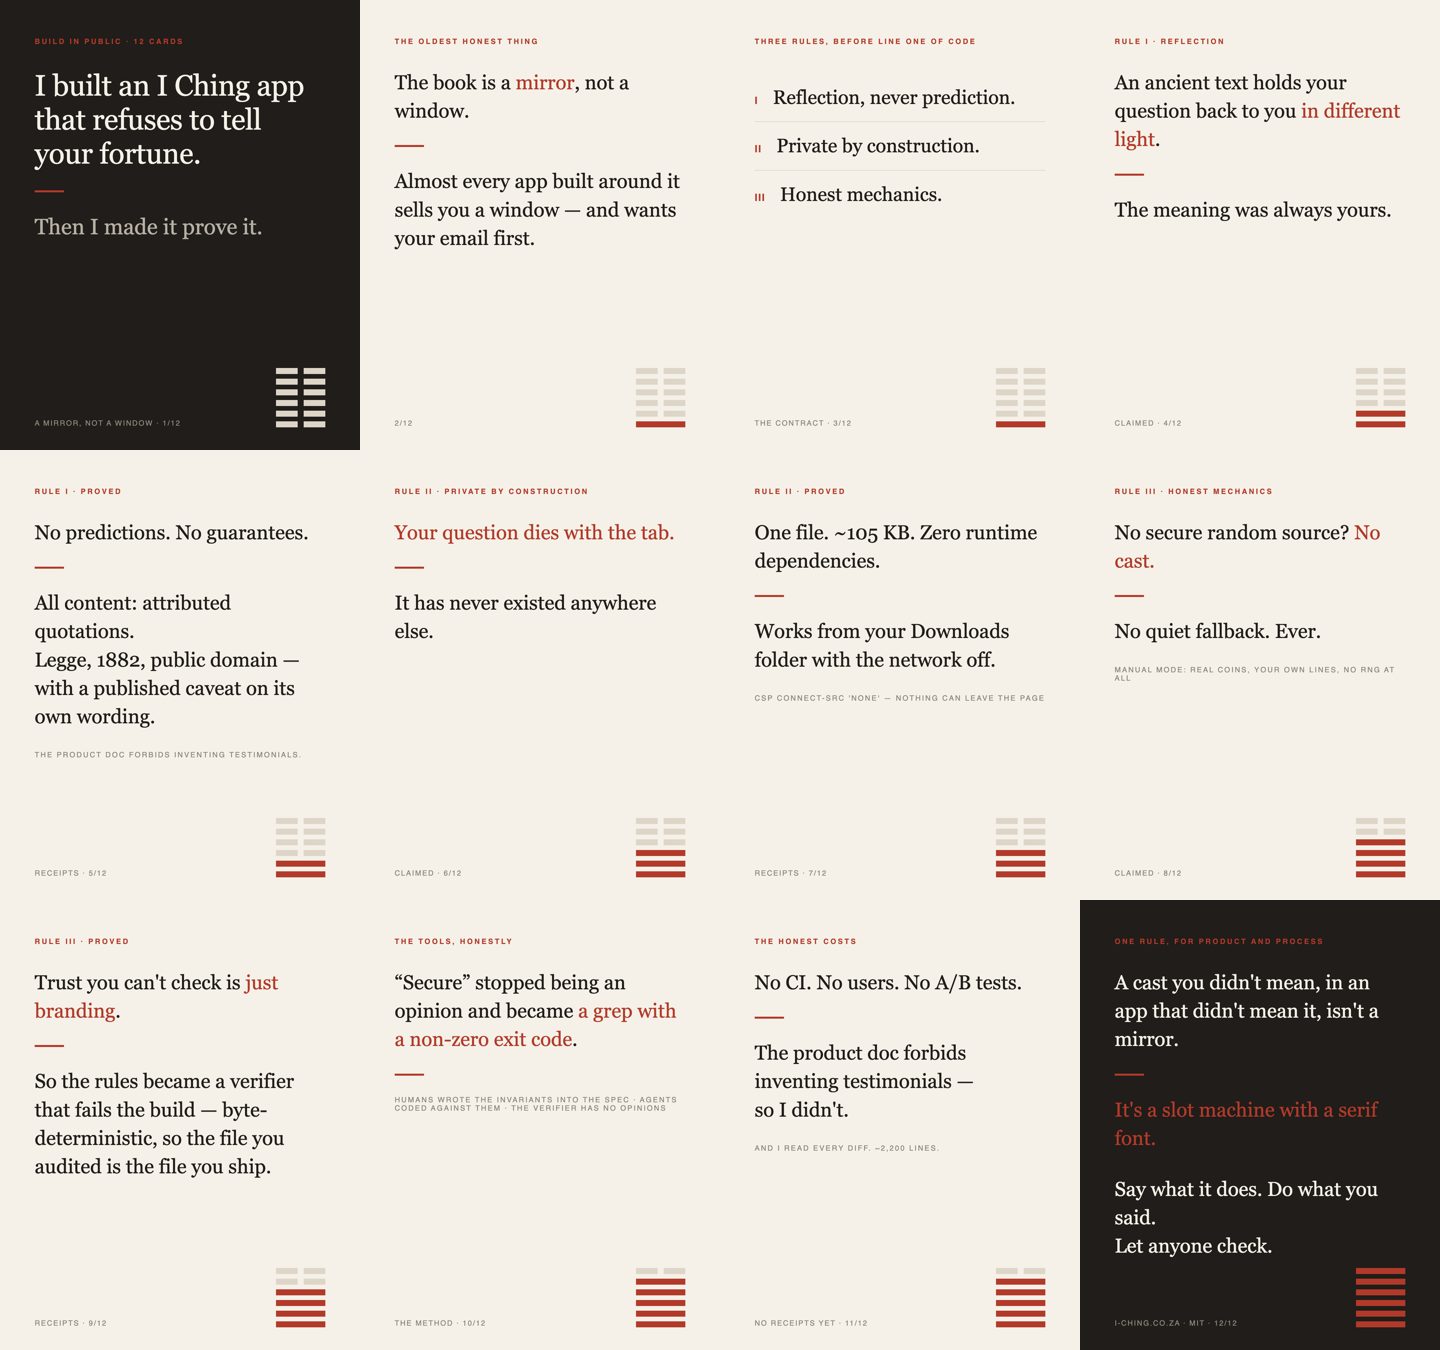 BUILD IN PUBLIC · 12 CARDS
I built an I Ching app
that refuses to tell
your fortune.
Then I made it prove it.
A MIRROR, NOT A WINDOW · 1/12
THE OLDEST HONEST THING
The book is a mirror, not a
window.
Almost every app built around it
sells you a window — and wants
your email first.
2/12
THREE RULES, BEFORE LINE ONE OF CODE
I Reflection, never prediction.
II Private by construction.
III Honest mechanics.
THE CONTRACT · 3/12
RULE I · REFLECTION
An ancient text holds your
question back to you in different
light.
The meaning was always yours.
CLAIMED · 4/12
RULE I · PROVED
No predictions. No guarantees.
All content: attributed
quotations.
Legge, 1882, public domain —
with a published caveat on its
own wording.
THE PRODUCT DOC FORBIDS INVENTING TESTIMONIALS.
RECEIPTS · 5/12
RULE II · PRIVATE BY CONSTRUCTION
Your question dies with the tab.
It has never existed anywhere
else.
CLAIMED · 6/12
RULE II · PROVED
One file. ~105 KB. Zero runtime
dependencies.
Works from your Downloads
folder with the network off.
CSP CONNECT-SRC 'NONE' — NOTHING CAN LEAVE THE PAGE
RECEIPTS · 7/12
RULE III · HONEST MECHANICS
No secure random source? No
cast.
No quiet fallback. Ever.
MANUAL MODE: REAL COINS, YOUR OWN LINES, NO RNG AT
ALL
CLAIMED · 8/12
RULE III · PROVED
Trust you can't check is just
branding.
So the rules became a verifier
that fails the build — byte-
deterministic, so the file you
audited is the file you ship.
RECEIPTS · 9/12
THE TOOLS, HONESTLY
“Secure” stopped being an
opinion and became a grep with
a non-zero exit code.
HUMANS WROTE THE INVARIANTS INTO THE SPEC · AGENTS
CODED AGAINST THEM · THE VERIFIER HAS NO OPINIONS
THE METHOD · 10/12
THE HONEST COSTS
No CI. No users. No A/B tests.
The product doc forbids
inventing testimonials —
so I didn't.
AND I READ EVERY DIFF. ~2,200 LINES.
NO RECEIPTS YET · 11/12
ONE RULE, FOR PRODUCT AND PROCESS
A cast you didn't mean, in an
app that didn't mean it, isn't a
mirror.
It's a slot machine with a serif
font.
Say what it does. Do what you
said.
Let anyone check.
I-CHING.CO.ZA · MIT · 12/12